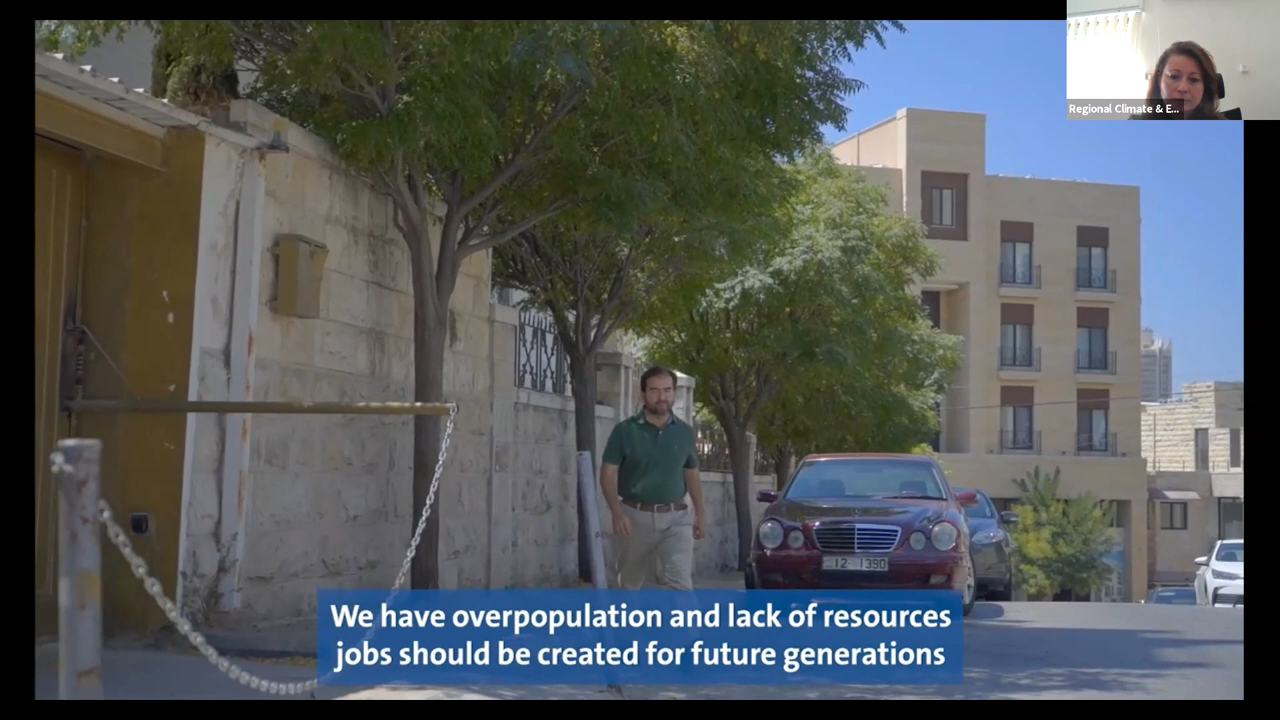 Regional Climate & E...
12- 1390
We have overpopulation and lack of resources
jobs should be created for future generations